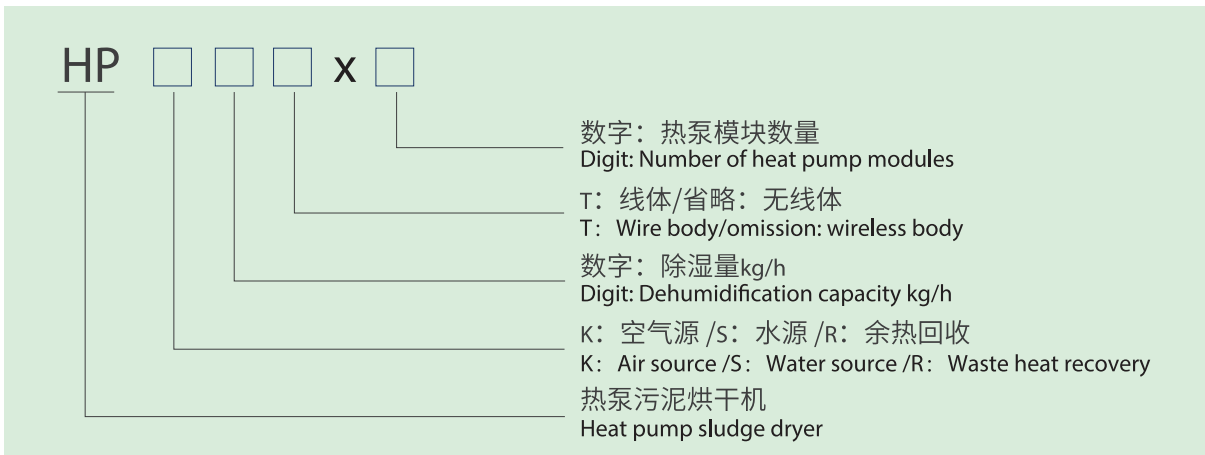 HP □ □ □ x □
数字：热泵模块数量
Digit: Number of heat pump modules
T：线体/省略：无线体
T：Wire body/omission: wireless body
数字：除湿量kg/h
Digit: Dehumidification capacity kg/h
K：空气源 /S：水源 /R：余热回收
K：Air source /S：Water source /R：Waste heat recovery
热泵污泥烘干机
Heat pump sludge dryer